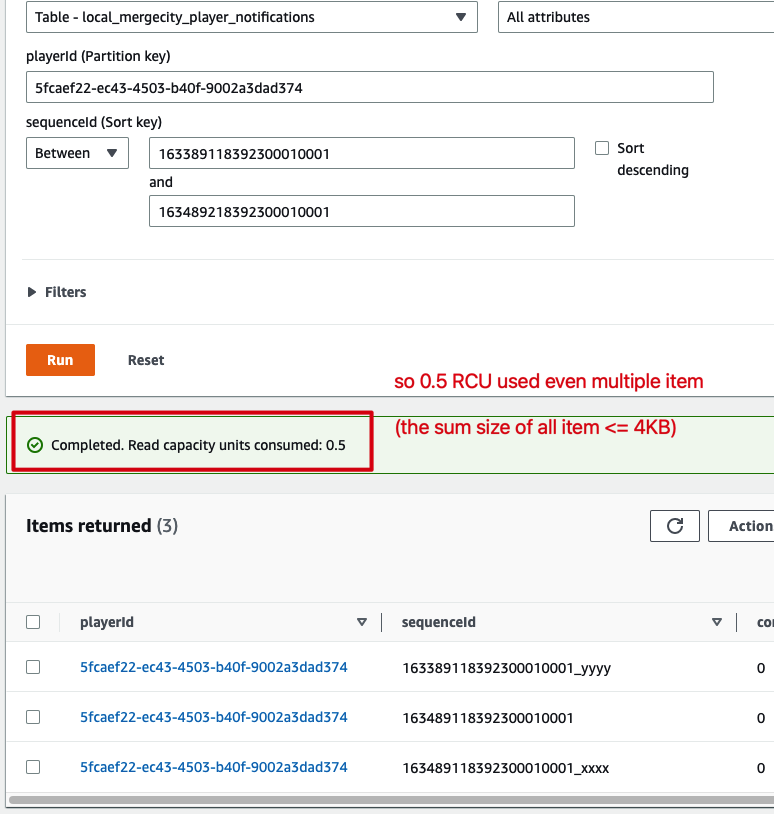 Table - local_mergecity_player_notifications
All attributes
playerId (Partition key)
5fcaef22-ec43-4503-b40f-9002a3dad374
sequenceId (Sort key)
Between
163389118392300010001
Sort descending
and
163489218392300010001
Filters
Run
Reset
so 0.5 RCU used even multiple item
(the sum size of all item <= 4KB)
Completed. Read capacity units consumed: 0.5
Items returned (3)
Action
playerId
sequenceId
co
5fcaef22-ec43-4503-b40f-9002a3dad374
163389118392300010001_yyyy
0
5fcaef22-ec43-4503-b40f-9002a3dad374
163489118392300010001
0
5fcaef22-ec43-4503-b40f-9002a3dad374
163489118392300010001_xxxx
0